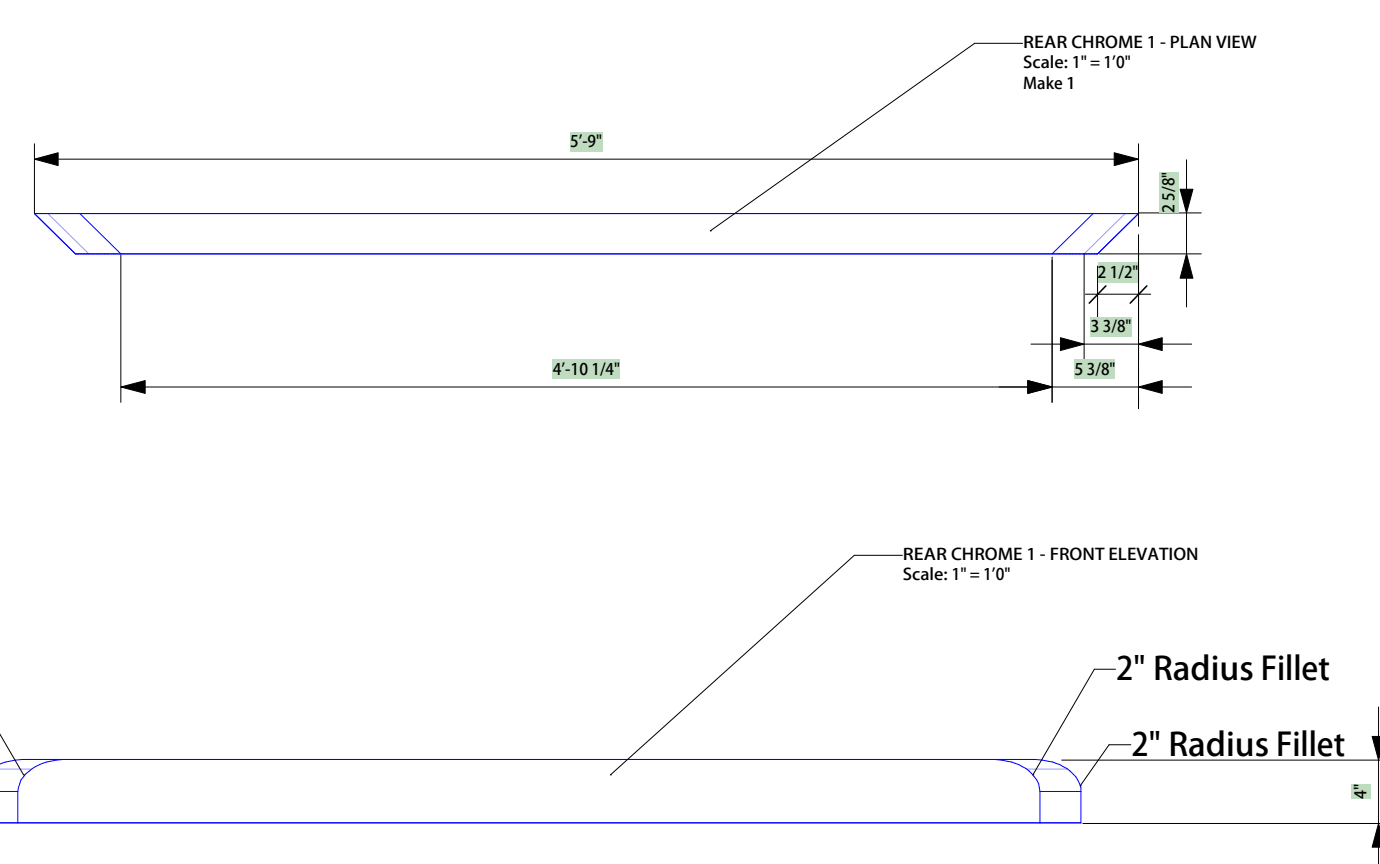 REAR CHROME 1 - PLAN VIEW
Scale: 1" = 1'0"
Make 1
5'-9"
2 5/8"
2 1/2"
3 3/8"
4'-10 1/4"
5 3/8"
REAR CHROME 1 - FRONT ELEVATION
Scale: 1" = 1'0"
2" Radius Fillet
2" Radius Fillet
4"